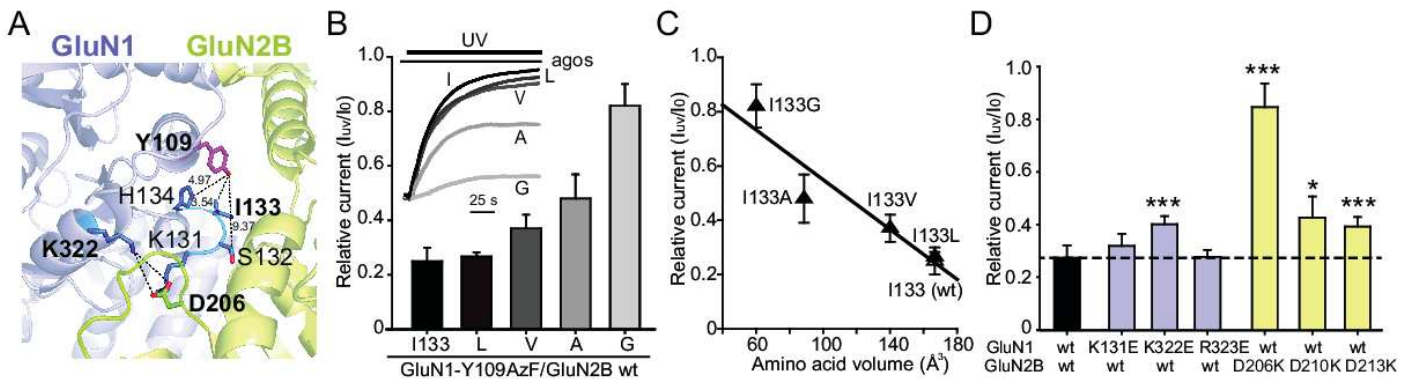 A
GluN1
GluN2B
Y109
4.97
H134
3.54
I133
9.37
K322
K131
S132
D206
B
Relative current (Iuv/Io)
1.0
0.8
0.6
0.4
0.2
0
UV
agos
I
L
V
A
G
25 s
I133 L V A G
GluN1-Y109AzF/GluN2B wt
C
Relative current (Iuv/Io)
1.0
0.8
0.6
0.4
0.2
0
I133G
I133A
I133V
I133L
I133 (wt)
60 100 140 180
Amino acid volume (Å³)
D
Relative current (Iuv/Io)
1.0
0.8
0.6
0.4
0.2
0
***
***
*
***
GluN1 wt K131E K322E R323E wt wt wt
GluN2B wt wt wt wt D206K D210K D213K